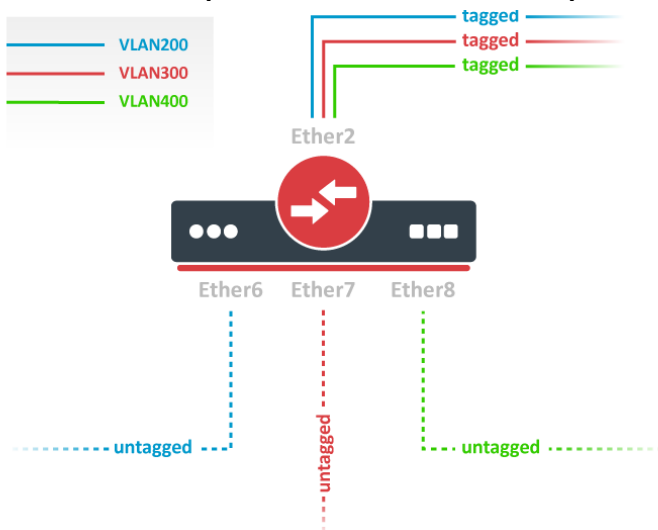 tagged
VLAN200
tagged
VLAN300
tagged
VLAN400
Ether2
Ether6 Ether7 Ether8
untagged
untagged
untagged